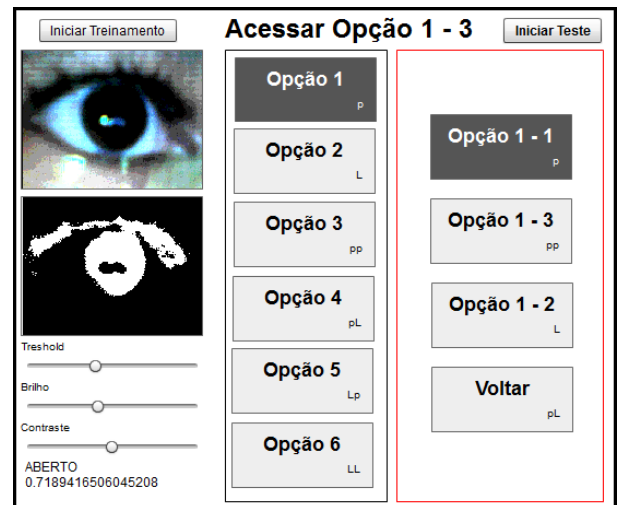 Iniciar Treinamento
Acessar Opção 1 - 3
Iniciar Teste
Treshold
Brilho
Contraste
ABERTO
0.7189416506045208
Opção 1
p
Opção 2
L
Opção 3
pp
Opção 4
pL
Opção 5
Lp
Opção 6
LL
Opção 1 - 1
p
Opção 1 - 3
pp
Opção 1 - 2
L
Voltar
pL